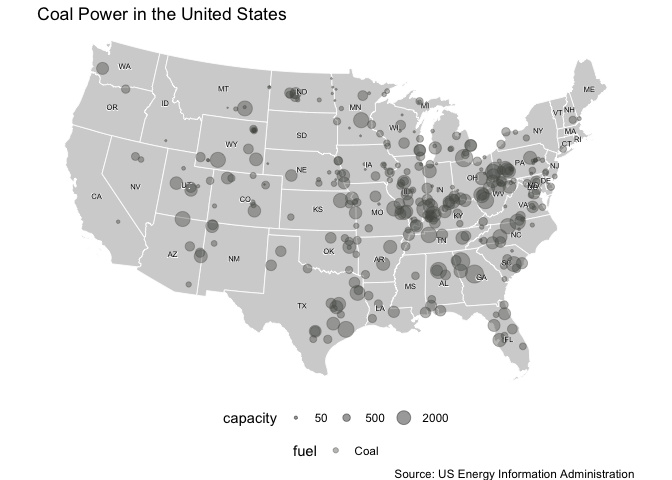 Coal Power in the United States
WA
ME
MT
ND
VT NH
OR
ID
MN
MI
WI
NY
MA
SD
CT
RI
WY
IA
PA
NJ
NE
OH
DE
NV
UT
IL
IN
MD
CA
CO
WV
KS
MO
KY
VA
NC
AZ
NM
OK
AR
TN
SC
MS
AL
GA
TX
LA
FL
capacity 50 500 2000
fuel Coal
Source: US Energy Information Administration